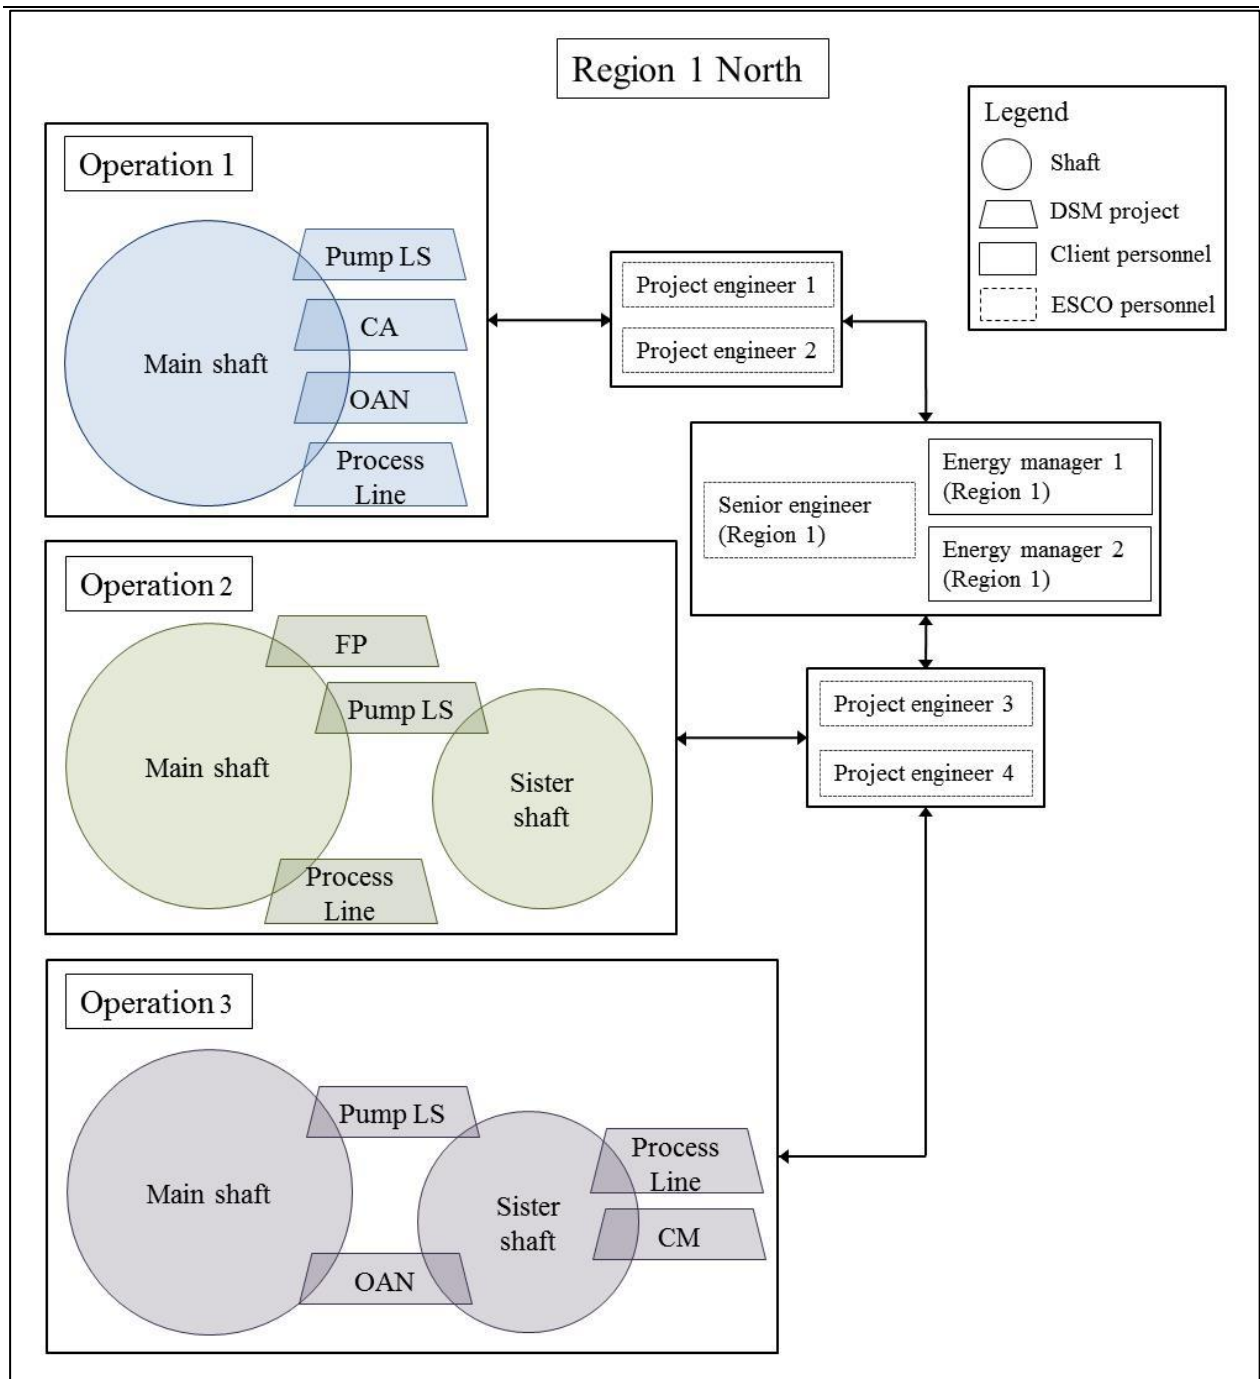 Region 1 North
Legend
Shaft
DSM project
Client personnel
ESCO personnel
Operation 1
Main shaft
Pump LS
CA
OAN
Process
Line
Project engineer 1
Project engineer 2
Senior engineer
(Region 1)
Energy manager 1
(Region 1)
Energy manager 2
(Region 1)
Operation 2
Main shaft
FP
Pump LS
Sister
shaft
Process
Line
Project engineer 3
Project engineer 4
Operation 3
Main shaft
Pump LS
Sister
shaft
Process
Line
CM
OAN